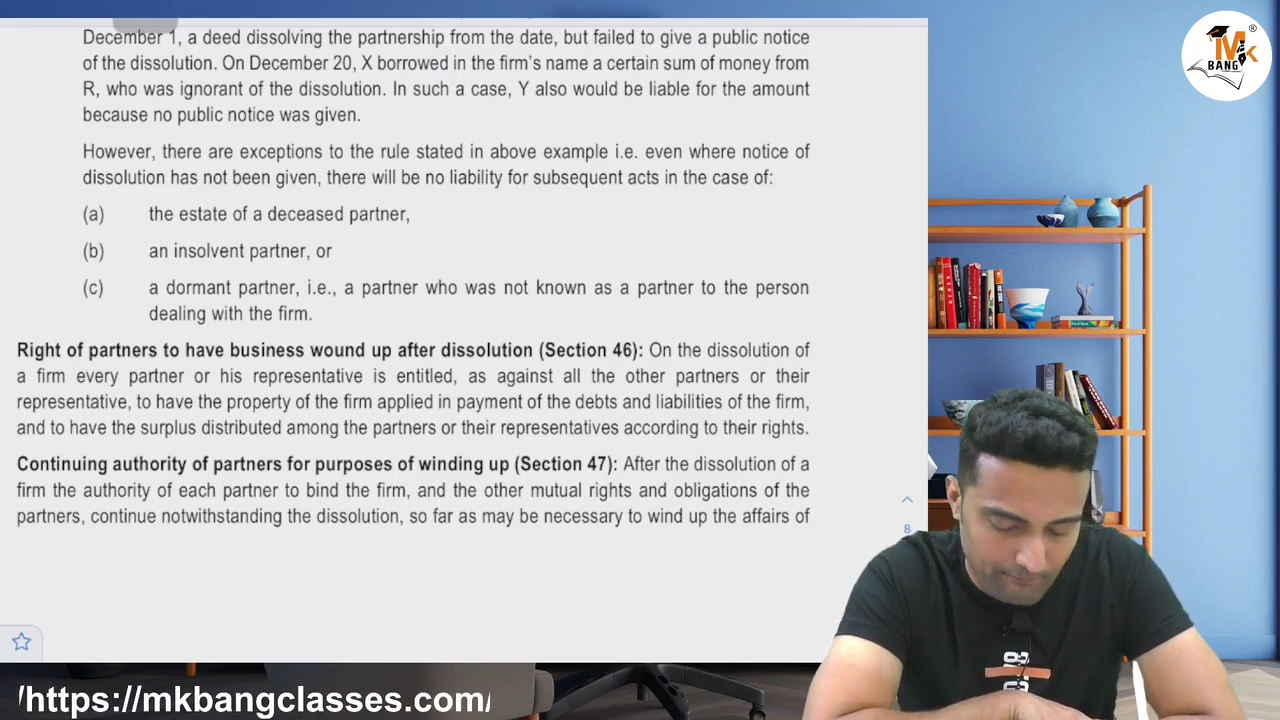 December 1, a deed dissolving the partnership from the date, but failed to give a public notice
of the dissolution. On December 20, X borrowed in the firm's name a certain sum of money from
R, who was ignorant of the dissolution. In such a case, Y also would be liable for the amount
because no public notice was given.
However, there are exceptions to the rule stated in above example i.e. even where notice of
dissolution has not been given, there will be no liability for subsequent acts in the case of:
(a) the estate of a deceased partner,
(b) an insolvent partner, or
(c) a dormant partner, i.e., a partner who was not known as a partner to the person
dealing with the firm.
Right of partners to have business wound up after dissolution (Section 46): On the dissolution of
a firm every partner or his representative is entitled, as against all the other partners or their
representative, to have the property of the firm applied in payment of the debts and liabilities of the firm,
and to have the surplus distributed among the partners or their representatives according to their rights.
Continuing authority of partners for purposes of winding up (Section 47): After the dissolution of a
firm the authority of each partner to bind the firm, and the other mutual rights and obligations of the
partners, continue notwithstanding the dissolution, so far as may be necessary to wind up the affairs of
8
MK
BANG
®
/https://mkbangclasses.com/